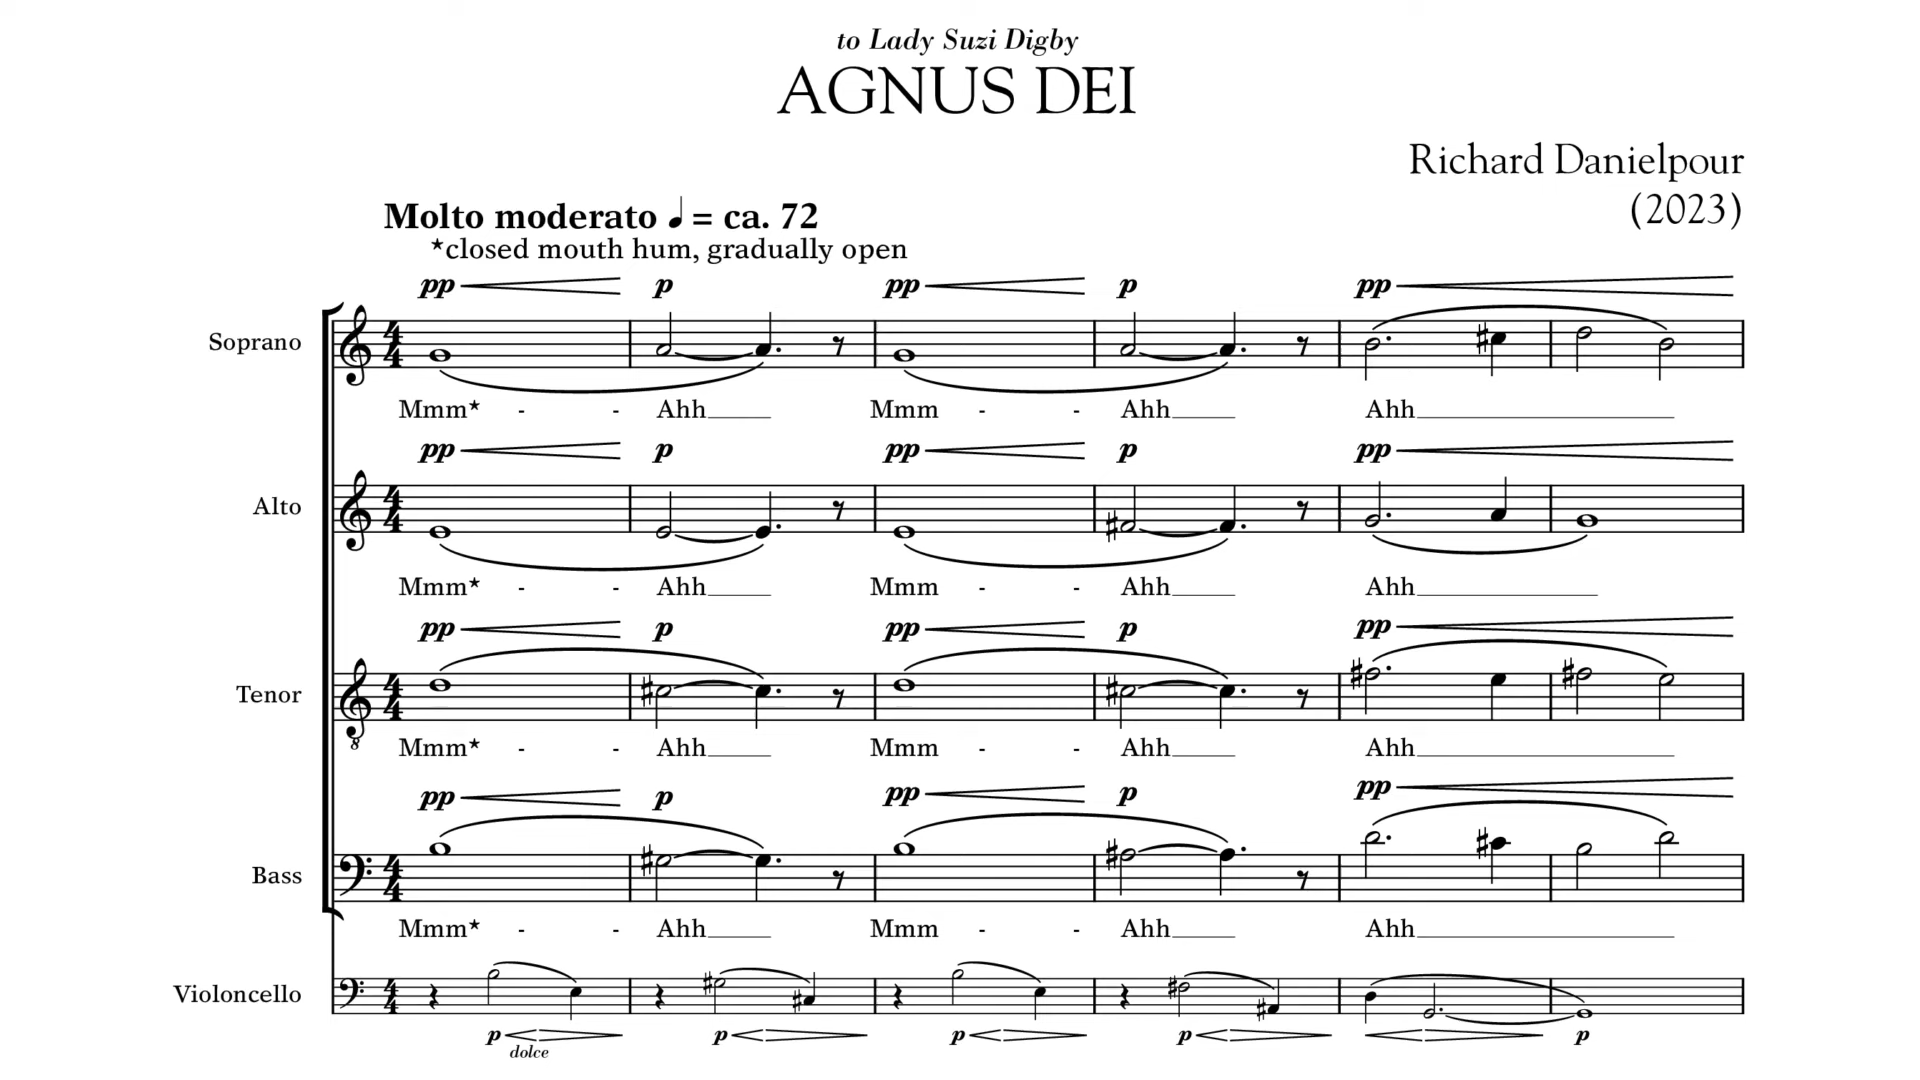 to Lady Suzi Digby
AGNUS DEI
Richard Danielpour
(2023)
Molto moderato ♩ = ca. 72
*closed mouth hum, gradually open
pp p pp p pp
Soprano
Mmm* - - Ahh Mmm - - Ahh Ahh
pp p pp p pp
Alto
Mmm* - - Ahh Mmm - - Ahh Ahh
pp p pp p pp
Tenor
8
Mmm* - - Ahh Mmm - - Ahh Ahh
pp p pp p pp
Bass
Mmm* - - Ahh Mmm - - Ahh Ahh
Violoncello
p p p p p
dolce